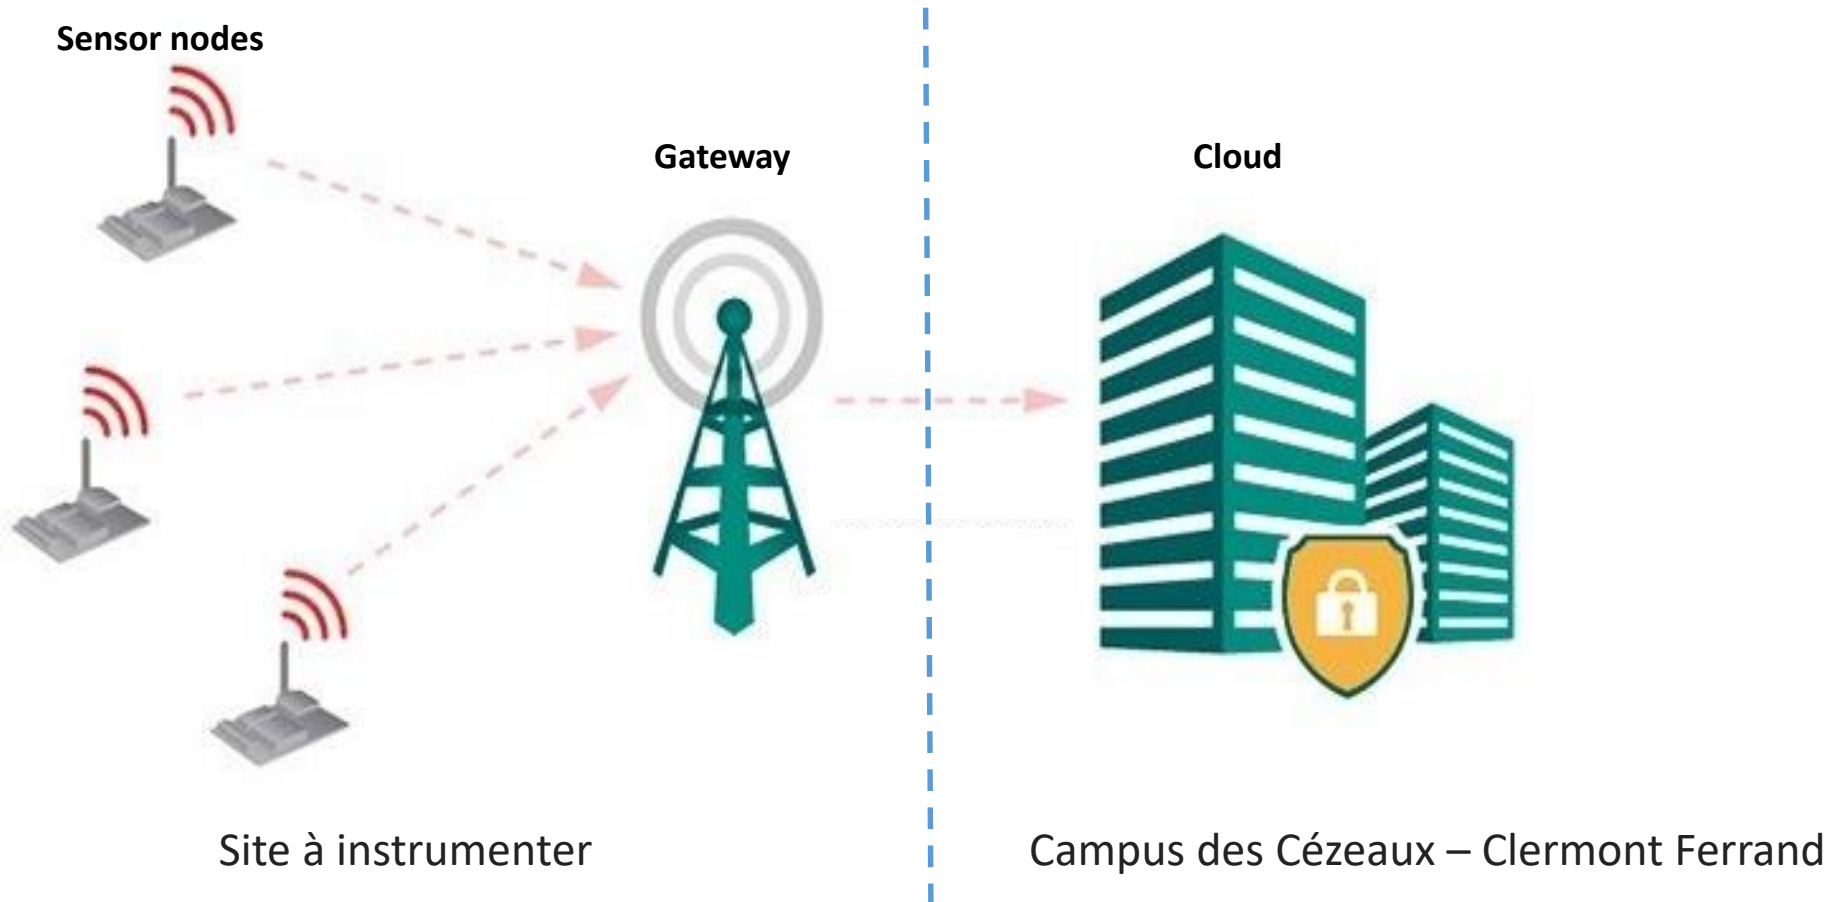 Sensor nodes
Gateway
Cloud
Site à instrumenter
Campus des Cézeaux – Clermont Ferrand